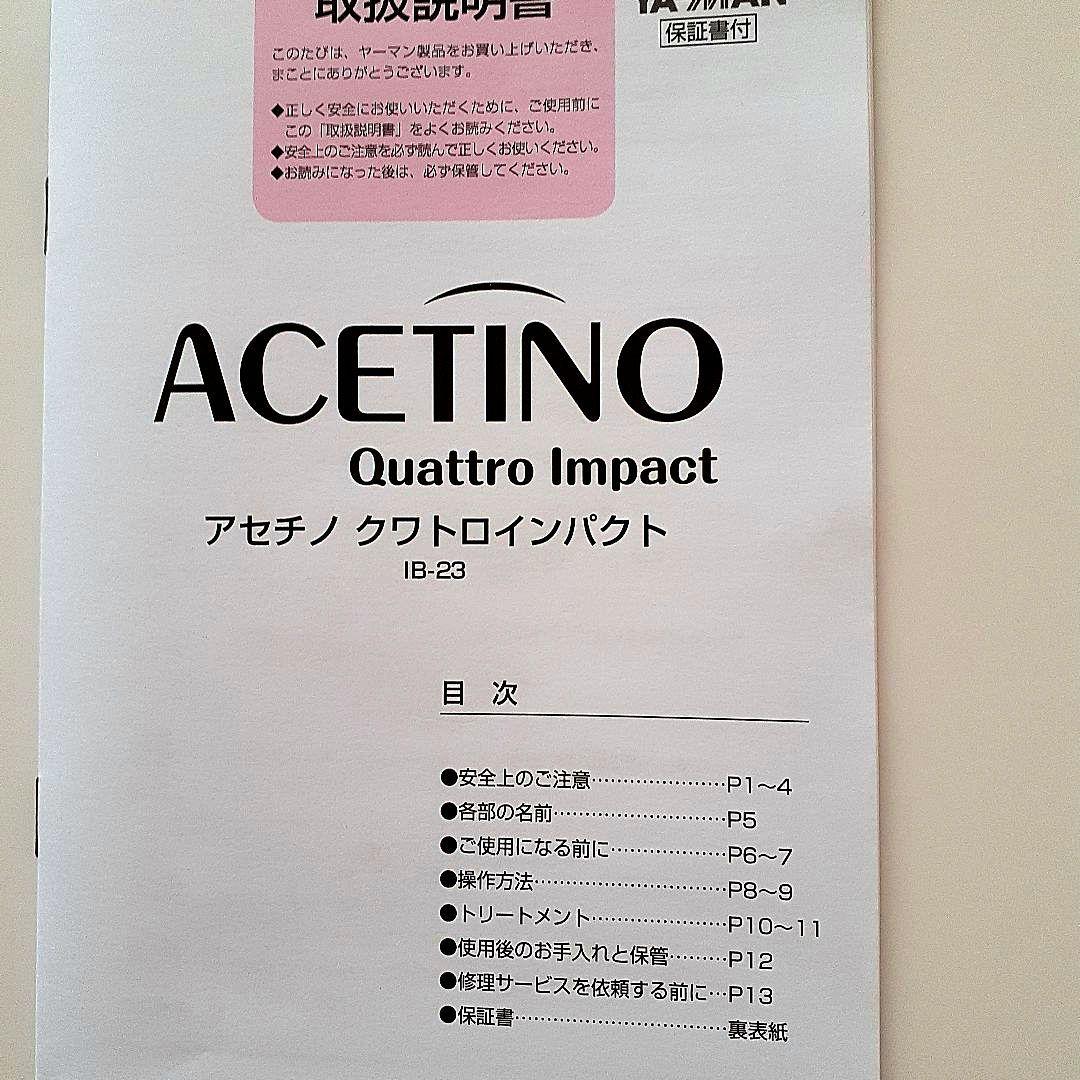 取扱説明書
YA-MAN
保証書付
このたびは、ヤーマン製品をお買い上げいただき、
まことにありがとうございます。
◆正しく安全にお使いいただくために、ご使用前に
この「取扱説明書」をよくお読みください。
◆安全上のご注意を必ず読んで正しくお使いください。
◆お読みになった後は、必ず保管してください。
ACETINO
Quattro Impact
アセチノ クワトロインパクト
IB-23
目 次
●安全上のご注意…………………P1～4
●各部の名前………………………P5
●ご使用になる前に………………P6～7
●操作方法…………………………P8～9
●トリートメント…………………P10～11
●使用後のお手入れと保管………P12
●修理サービスを依頼する前に…P13
●保証書……………………………裏表紙